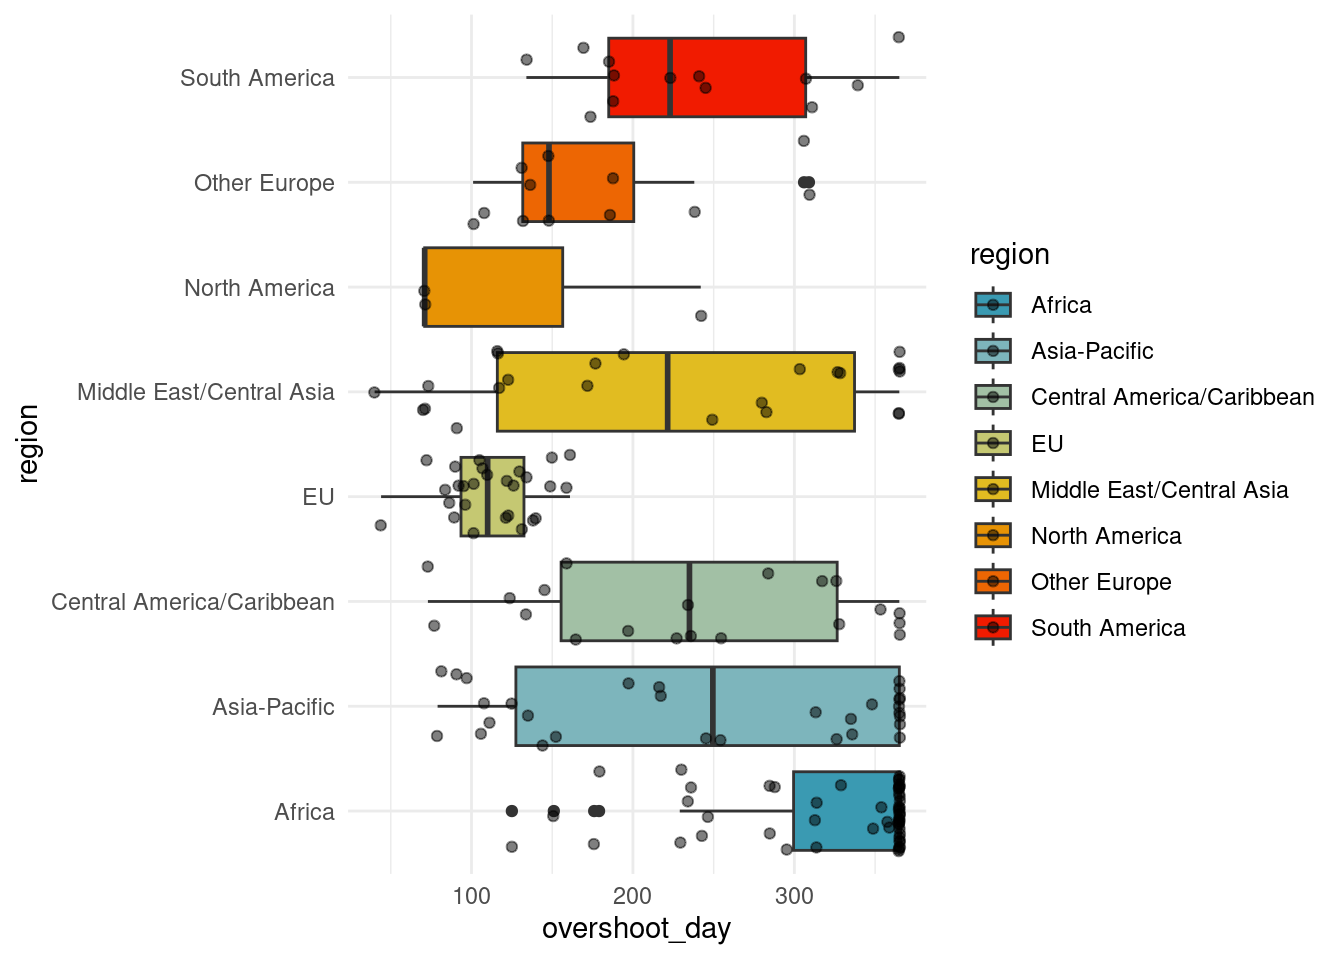 South America
Other Europe
North America
Middle East/Central Asia
EU
Central America/Caribbean
Asia-Pacific
Africa
region
100 200 300
overshoot_day
region
Africa
Asia-Pacific
Central America/Caribbean
EU
Middle East/Central Asia
North America
Other Europe
South America